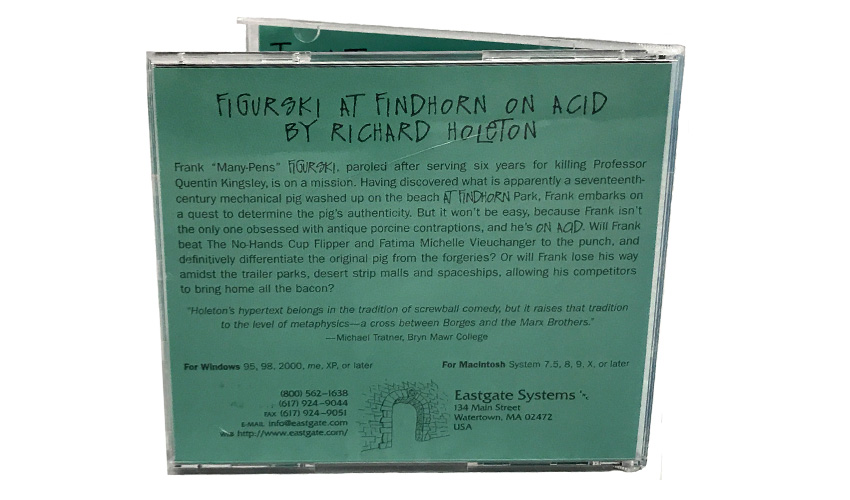 FIGURSKI AT FINDHORN ON ACID
BY RICHARD HOLETON
Frank "Many-Pens" FIGURSKI, paroled after serving six years for killing Professor
Quentin Kingsley, is on a mission. Having discovered what is apparently a seventeenth-
century mechanical pig washed up on the beach AT FINDHORN Park, Frank embarks on
a quest to determine the pig's authenticity. But it won't be easy, because Frank isn't
the only one obsessed with antique porcine contraptions, and he's ON ACID. Will Frank
beat The No-Hands Cup Flipper and Fatima Michelle Vieuchanger to the punch, and
definitively differentiate the original pig from the forgeries? Or will Frank lose his way
amidst the trailer parks, desert strip malls and spaceships, allowing his competitors
to bring home all the bacon?
"Holeton's hypertext belongs in the tradition of screwball comedy, but it raises that tradition
to the level of metaphysics—a cross between Borges and the Marx Brothers."
—Michael Tratner, Bryn Mawr College
For Windows 95, 98, 2000, me, XP, or later
For Macintosh System 7.5, 8, 9, X, or later
(800) 562-1638
(617) 924-9044
FAX (617) 924-9051
E-MAIL info@eastgate.com
WEB http://www.eastgate.com/
Eastgate Systems
134 Main Street
Watertown, MA 02472
USA